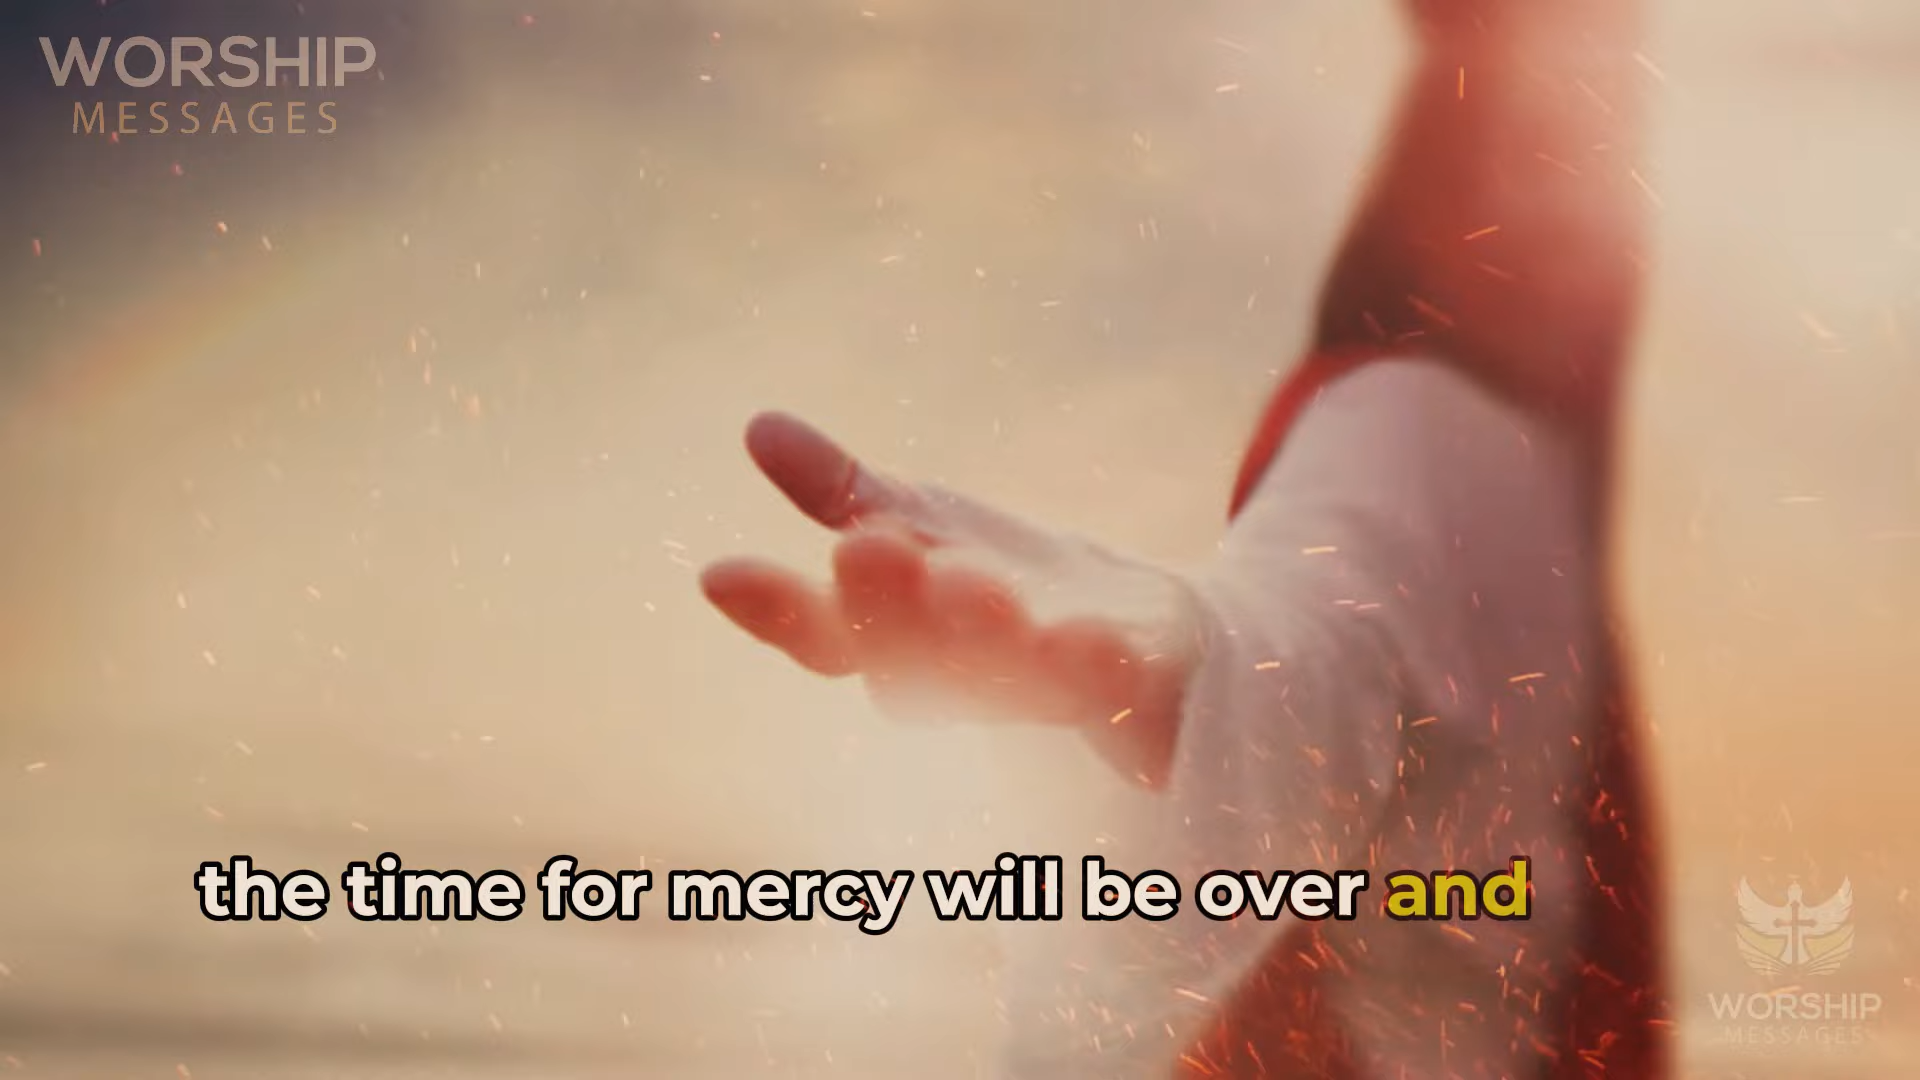 WORSHIP
MESSAGES
the time for mercy will be over and
WORSHIP
MESSAGES